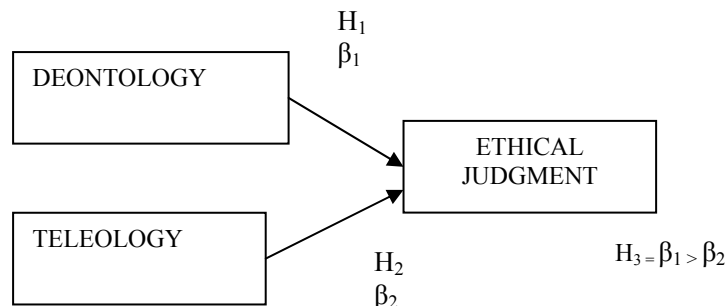 H₁
β₁
DEONTOLOGY
ETHICAL
JUDGMENT
TELEOLOGY
H₃ = β₁ > β₂
H₂
β₂